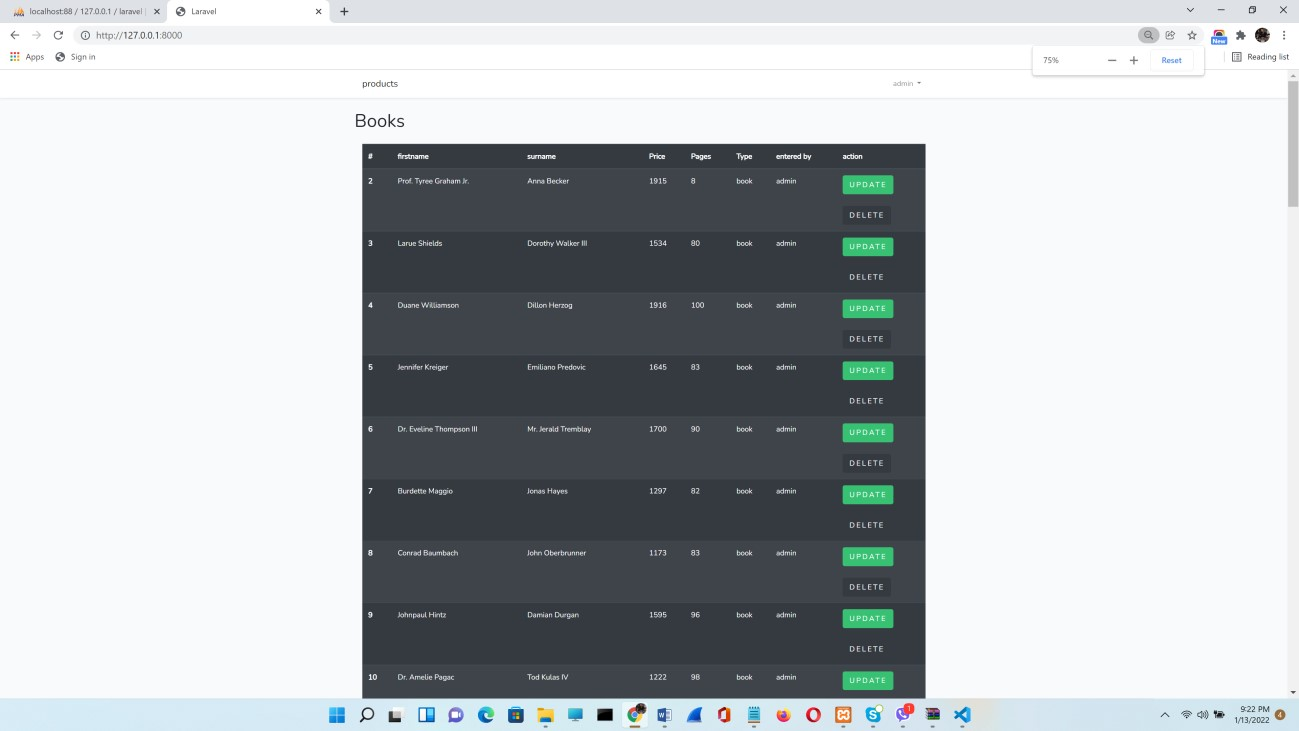 localhost:88 / 127.0.0.1 / laravel
Laravel
http://127.0.0.1:8000
New
Apps
Sign in
Reading list
75%
Reset
products
admin
Books
# firstname surname Price Pages Type entered by action
2 Prof. Tyree Graham Jr. Anna Becker 1915 8 book admin UPDATE
DELETE
3 Larue Shields Dorothy Walker III 1534 80 book admin UPDATE
DELETE
4 Duane Williamson Dillon Herzog 1916 100 book admin UPDATE
DELETE
5 Jennifer Kreiger Emiliano Predovic 1645 83 book admin UPDATE
DELETE
6 Dr. Eveline Thompson III Mr. Jerald Tremblay 1700 90 book admin UPDATE
DELETE
7 Burdette Maggio Jonas Hayes 1297 82 book admin UPDATE
DELETE
8 Conrad Baumbach John Oberbrunner 1173 83 book admin UPDATE
DELETE
9 Johnpaul Hintz Damian Durgan 1595 96 book admin UPDATE
DELETE
10 Dr. Amelie Pagac Tod Kulas IV 1222 98 book admin UPDATE
1
9:22 PM
1/13/2022
4